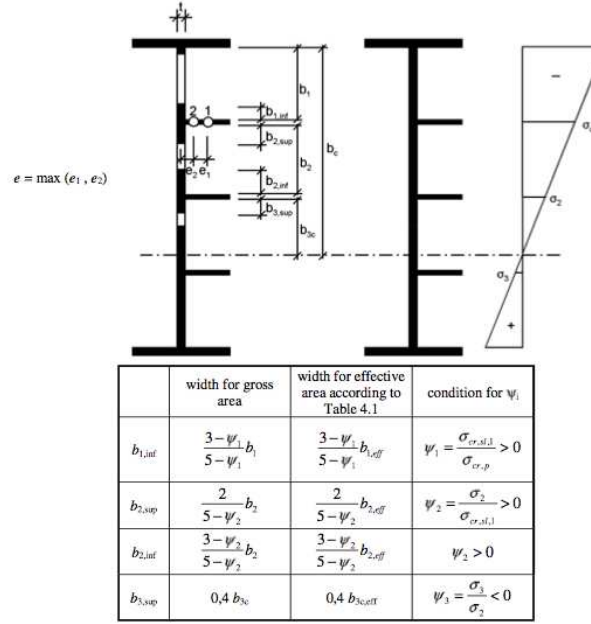 t
e = max (e₁ , e₂)
2 1
e₂ e₁
b₁,inf
b₂,sup
b₂,inf
b₃,sup
b₁
b₂
b₃c
b_c
−
σ₂
σ₃
+
width for gross area
width for effective area according to Table 4.1
condition for ψᵢ
b₁,inf
(3−ψ₁)/(5−ψ₁) b₁
(3−ψ₁)/(5−ψ₁) b₁,eff
ψ₁ = σcr,sl,1/σcr,p > 0
b₂,sup
2/(5−ψ₂) b₂
2/(5−ψ₂) b₂,eff
ψ₂ = σ₂/σcr,sl,1 > 0
b₂,inf
(3−ψ₂)/(5−ψ₂) b₂
(3−ψ₂)/(5−ψ₂) b₂,eff
ψ₂ > 0
b₃,sup
0,4 b₃c
0,4 b₃c,eff
ψ₃ = σ₃/σ₂ < 0